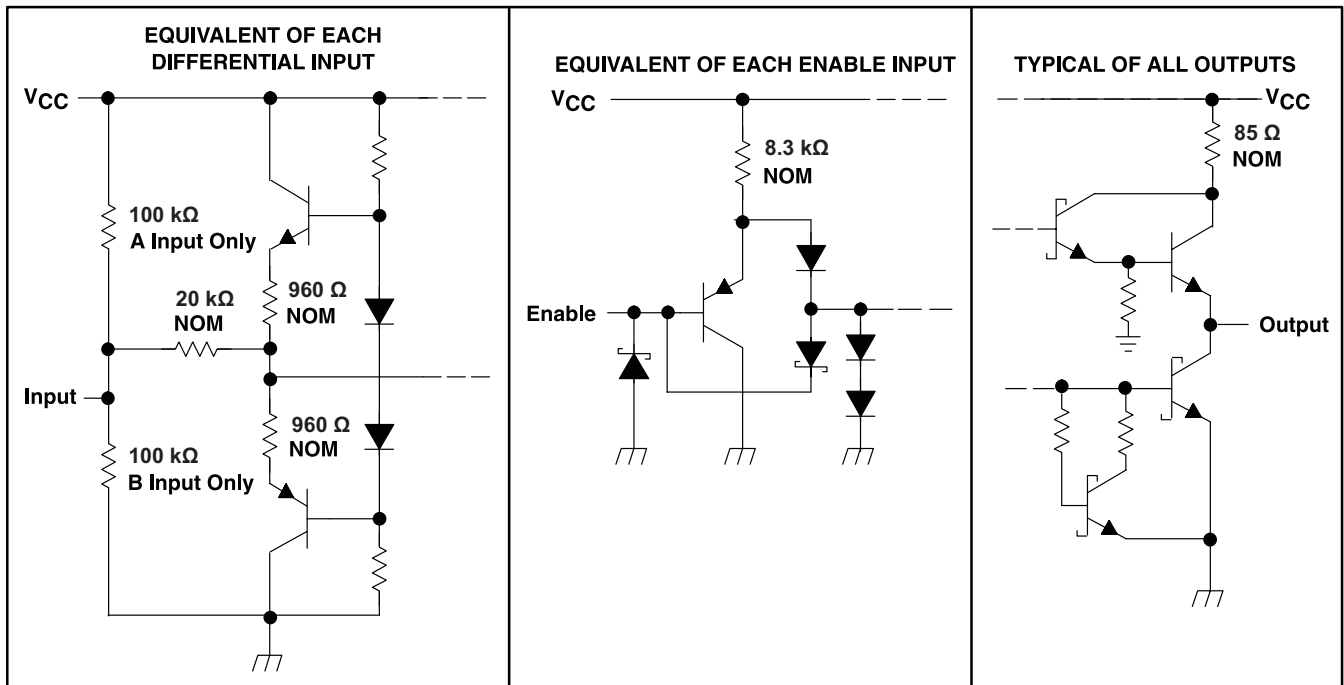 EQUIVALENT OF EACH
DIFFERENTIAL INPUT
VCC
100 kΩ
A Input Only
20 kΩ
NOM
960 Ω
NOM
Input
960 Ω
NOM
100 kΩ
B Input Only
EQUIVALENT OF EACH ENABLE INPUT
VCC
8.3 kΩ
NOM
Enable
TYPICAL OF ALL OUTPUTS
VCC
85 Ω
NOM
Output